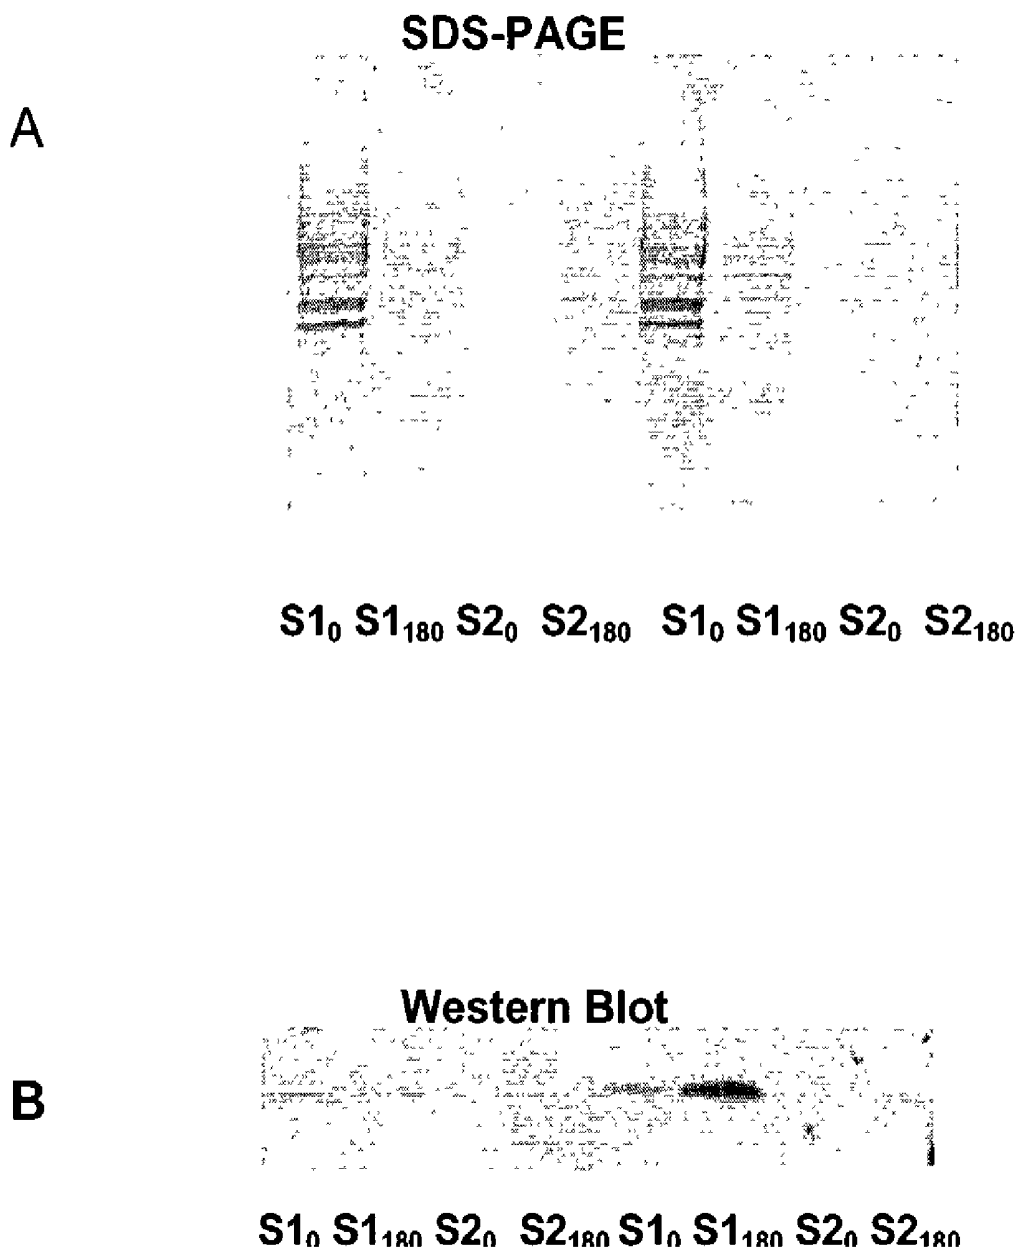 SDS-PAGE
A
S1₀ S1₁₈₀ S2₀ S2₁₈₀ S1₀ S1₁₈₀ S2₀ S2₁₈₀
Western Blot
B
S1₀ S1₁₈₀ S2₀ S2₁₈₀ S1₀ S1₁₈₀ S2₀ S2₁₈₀